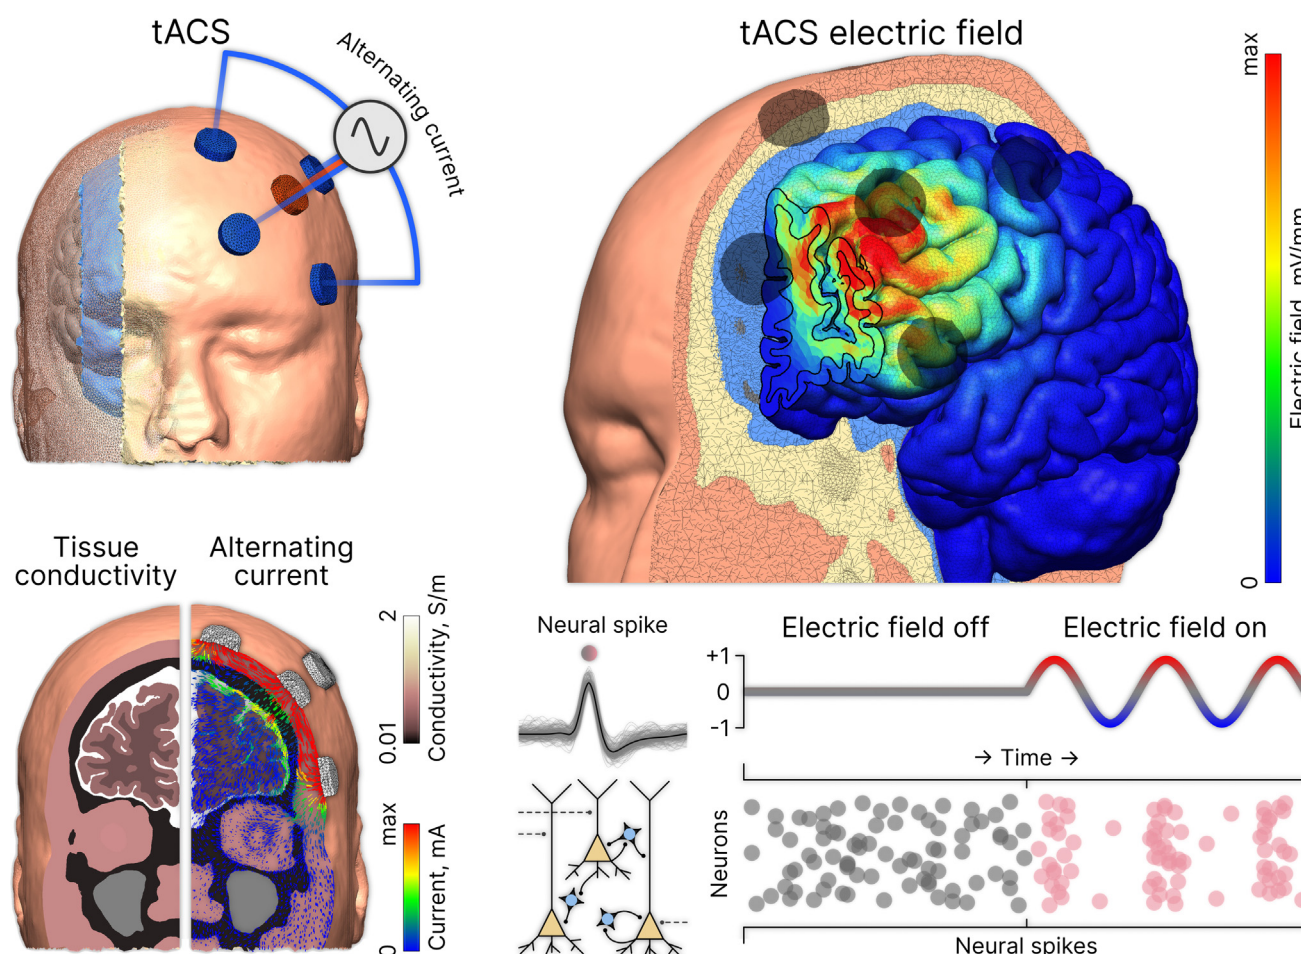 tACS
Alternating current
tACS electric field
max
Electric field, mV/mm
0
Tissue
conductivity
Alternating
current
2
Conductivity, S/m
0.01
max
Current, mA
0
Neural spike
Electric field off
Electric field on
+1
0
-1
→ Time →
Neurons
Neural spikes